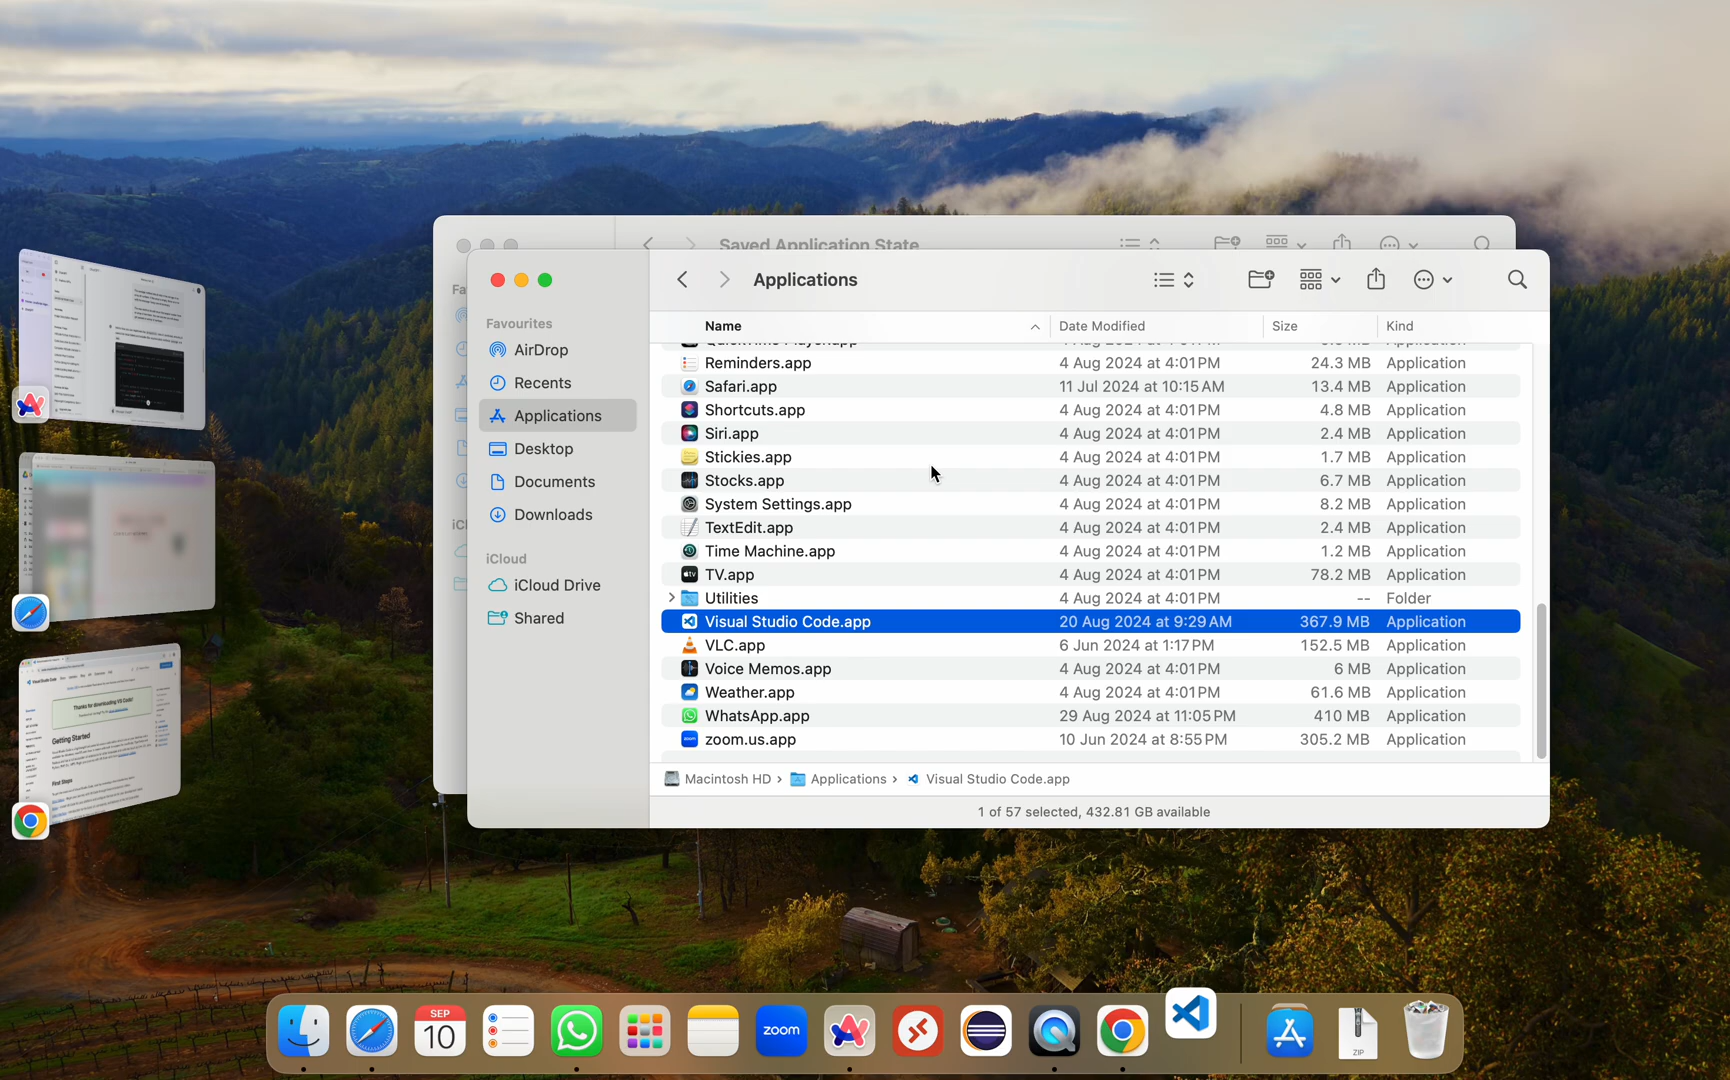 Saved Application State
Applications
Favourites
AirDrop
Recents
Applications
Desktop
Documents
Downloads
iCloud
iCloud Drive
Shared
Name Date Modified Size Kind
Reminders.app 4 Aug 2024 at 4:01 PM 24.3 MB Application
Safari.app 11 Jul 2024 at 10:15 AM 13.4 MB Application
Shortcuts.app 4 Aug 2024 at 4:01 PM 4.8 MB Application
Siri.app 4 Aug 2024 at 4:01 PM 2.4 MB Application
Stickies.app 4 Aug 2024 at 4:01 PM 1.7 MB Application
Stocks.app 4 Aug 2024 at 4:01 PM 6.7 MB Application
System Settings.app 4 Aug 2024 at 4:01 PM 8.2 MB Application
TextEdit.app 4 Aug 2024 at 4:01 PM 2.4 MB Application
Time Machine.app 4 Aug 2024 at 4:01 PM 1.2 MB Application
TV.app 4 Aug 2024 at 4:01 PM 78.2 MB Application
Utilities 4 Aug 2024 at 4:01 PM -- Folder
Visual Studio Code.app 20 Aug 2024 at 9:29 AM 367.9 MB Application
VLC.app 6 Jun 2024 at 1:17 PM 152.5 MB Application
Voice Memos.app 4 Aug 2024 at 4:01 PM 6 MB Application
Weather.app 4 Aug 2024 at 4:01 PM 61.6 MB Application
WhatsApp.app 29 Aug 2024 at 11:05 PM 410 MB Application
zoom.us.app 10 Jun 2024 at 8:55 PM 305.2 MB Application
Macintosh HD › Applications › Visual Studio Code.app
1 of 57 selected, 432.81 GB available
Thanks for downloading VS Code!
Getting Started
First Steps
SEP
10
zoom
ZIP